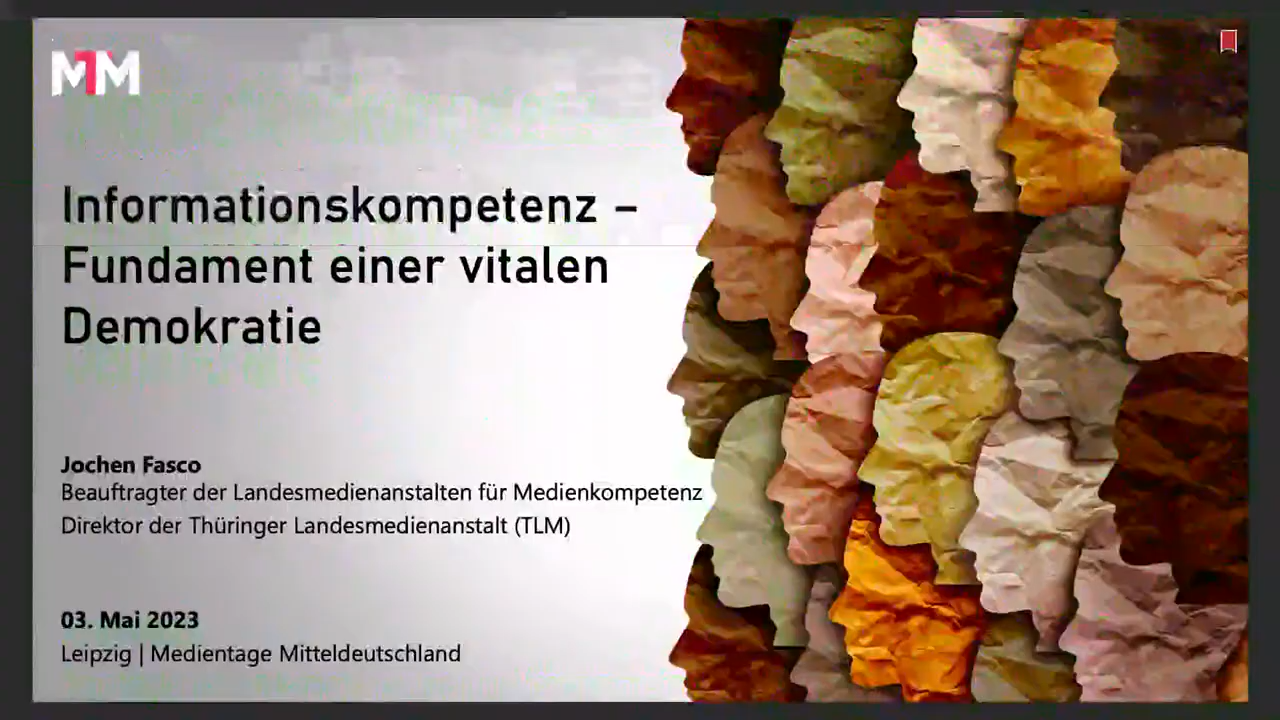 MTM
Informationskompetenz –
Fundament einer vitalen
Demokratie
Jochen Fasco
Beauftragter der Landesmedienanstalten für Medienkompetenz
Direktor der Thüringer Landesmedienanstalt (TLM)
03. Mai 2023
Leipzig | Medientage Mitteldeutschland